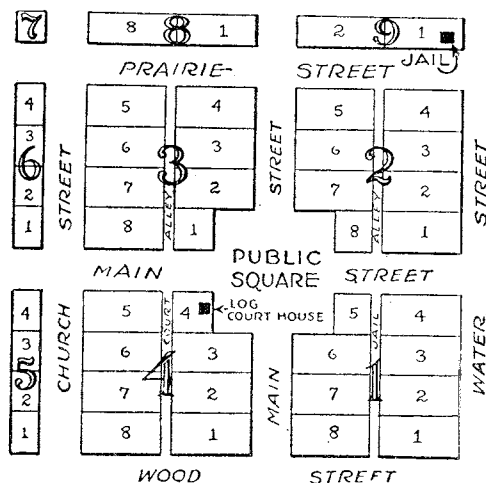 7 8 8 1 2 9 1
JAIL
PRAIRIE STREET
4 5 4 5 4
3 6 3 6 3
6 3 2
2 7 2 7 2
1 8 1 8 1
STREET ALLEY STREET ALLEY STREET
PUBLIC
MAIN SQUARE STREET
4 5 4 LOG 5 4
COURT HOUSE
3 6 3 6 3
5 4 1
2 7 2 7 2
1 8 1 8 1
CHURCH COURT MAIN JAIL WATER
WOOD STREET